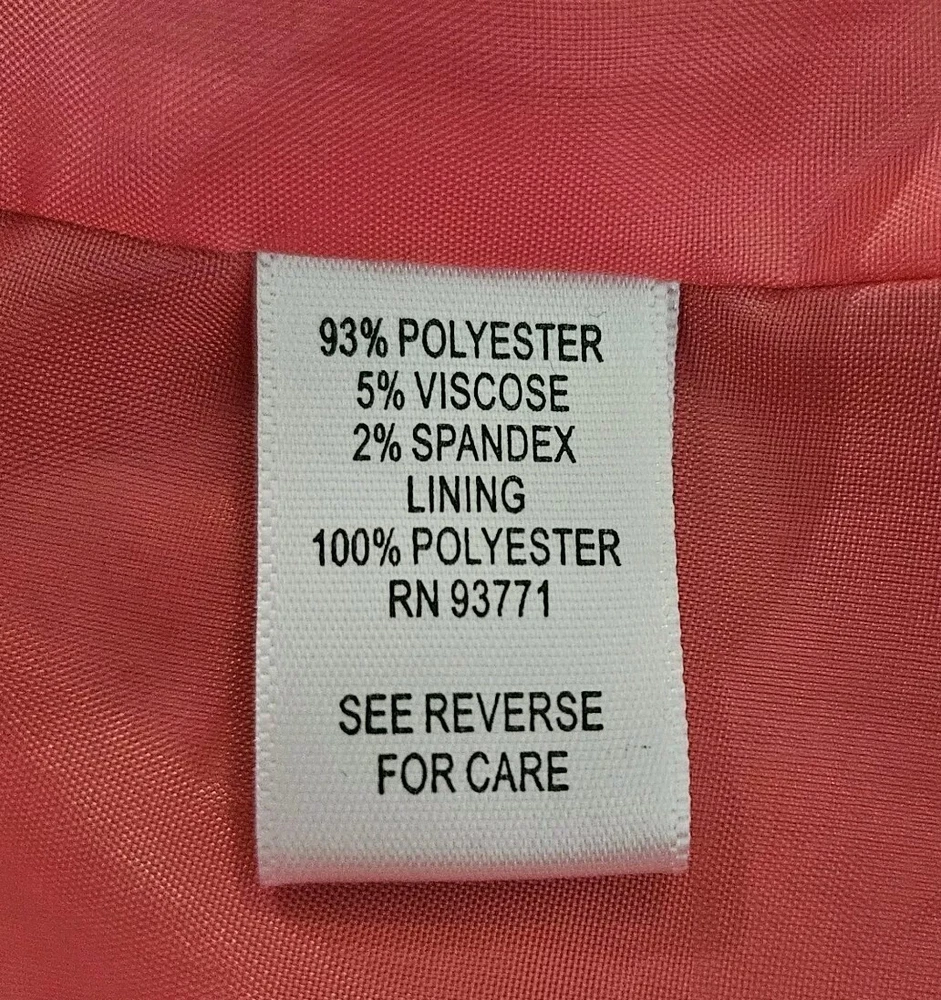 93% POLYESTER
5% VISCOSE
2% SPANDEX
LINING
100% POLYESTER
RN 93771
SEE REVERSE
FOR CARE